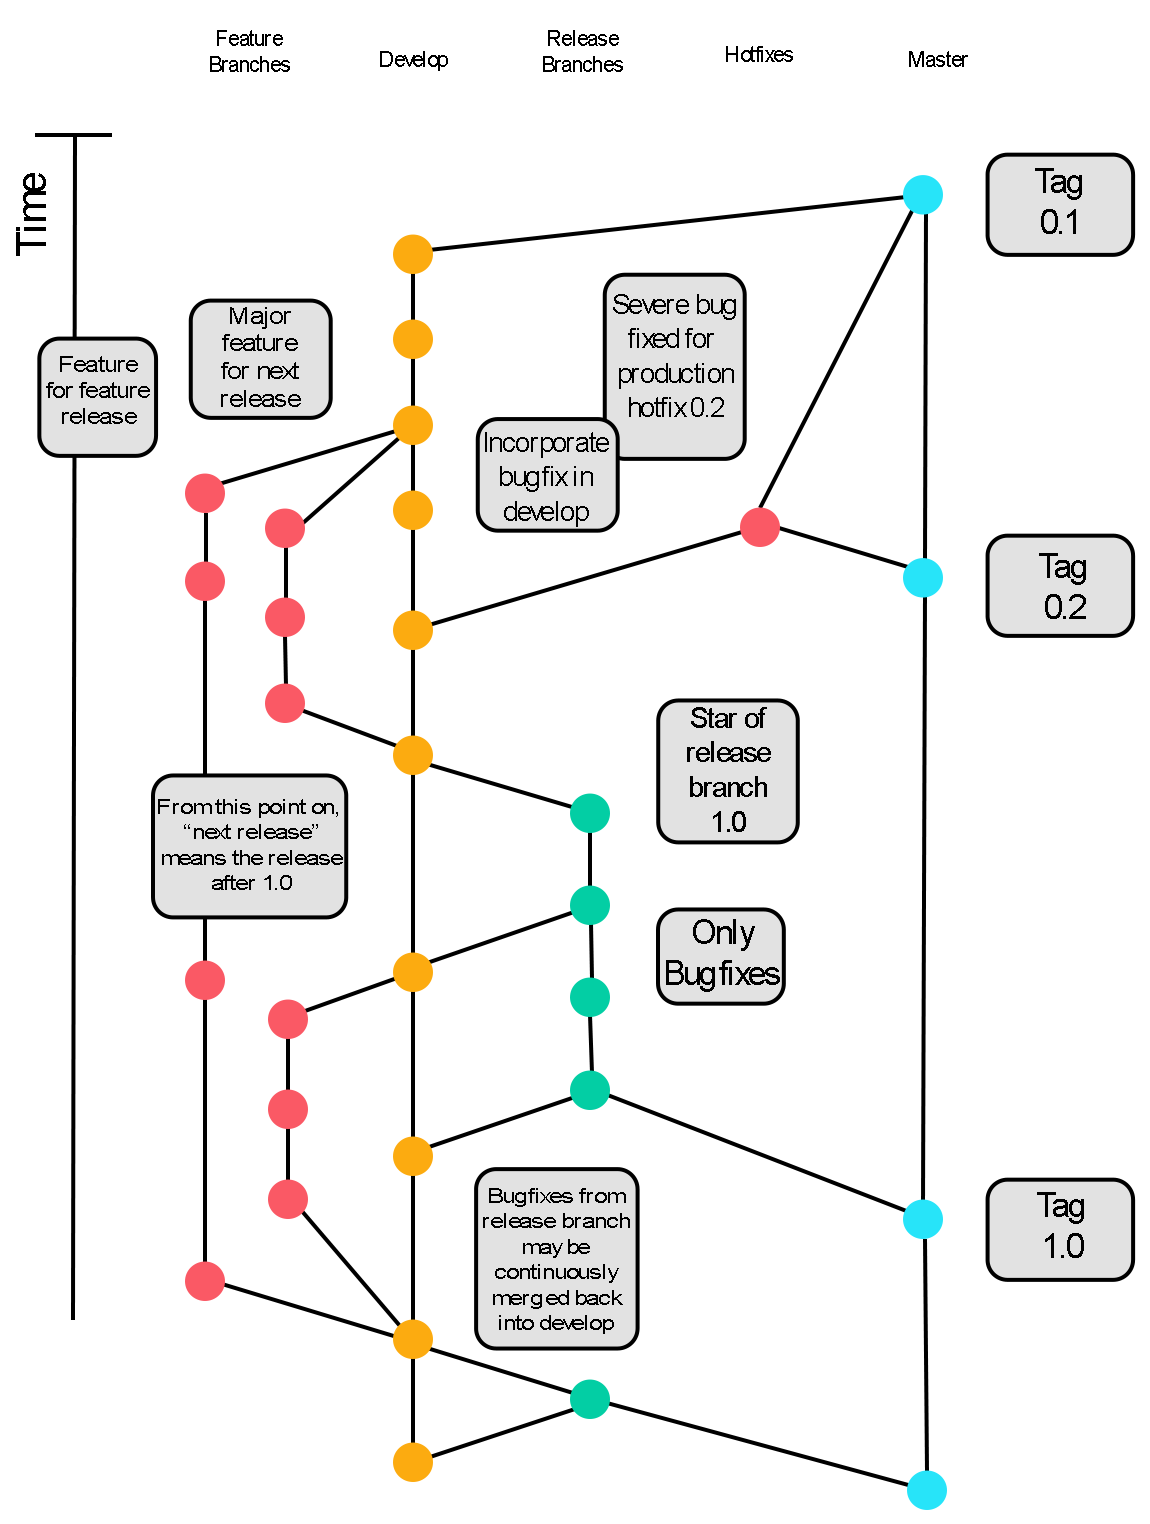 Feature
Branches
Develop
Release
Branches
Hotfixes
Master
Time
Tag
0.1
Feature
for feature
release
Major
feature
for next
release
Severe bug
fixed for
production
hotfix 0.2
Incorporate
bugfix in
develop
Tag
0.2
Star of
release
branch
1.0
From this point on,
“next release”
means the release
after 1.0
Only
Bugfixes
Bugfixes from
release branch
may be
continuously
merged back
into develop
Tag
1.0